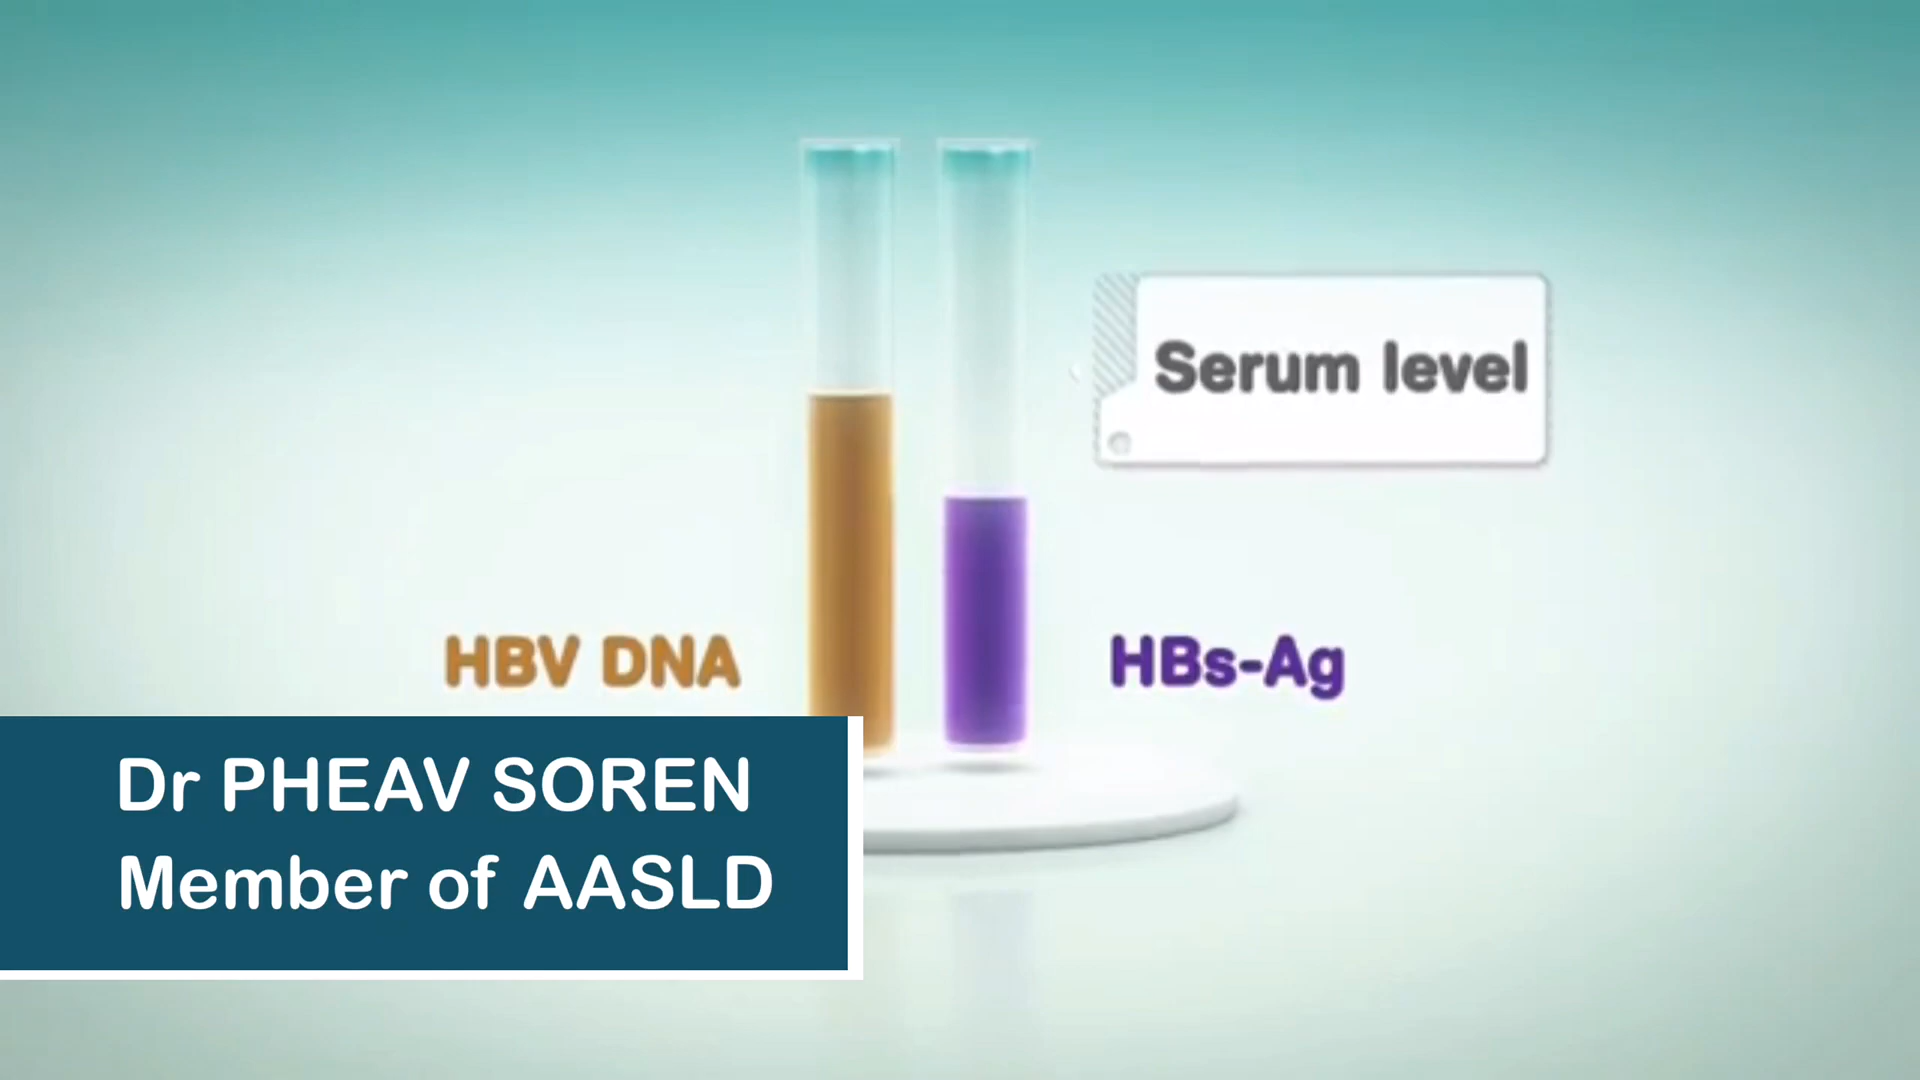 Serum level
HBV DNA
HBs-Ag
Dr PHEAV SOREN
Member of AASLD